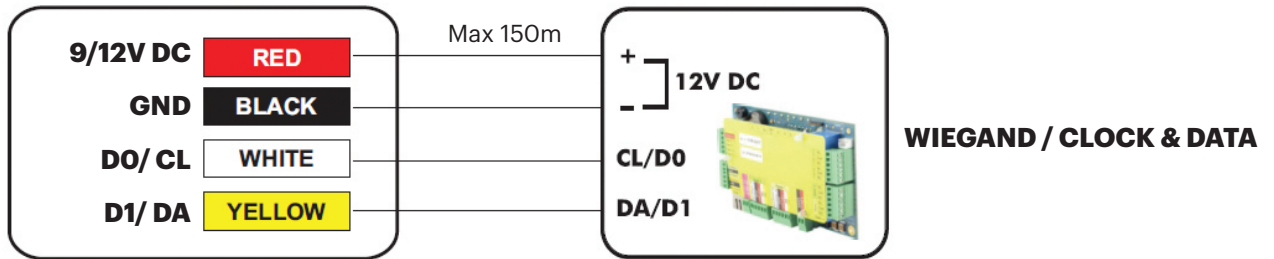 9/12V DC RED Max 150m + 12V DC
GND BLACK -
D0/ CL WHITE CL/D0
D1/ DA YELLOW DA/D1
WIEGAND / CLOCK & DATA